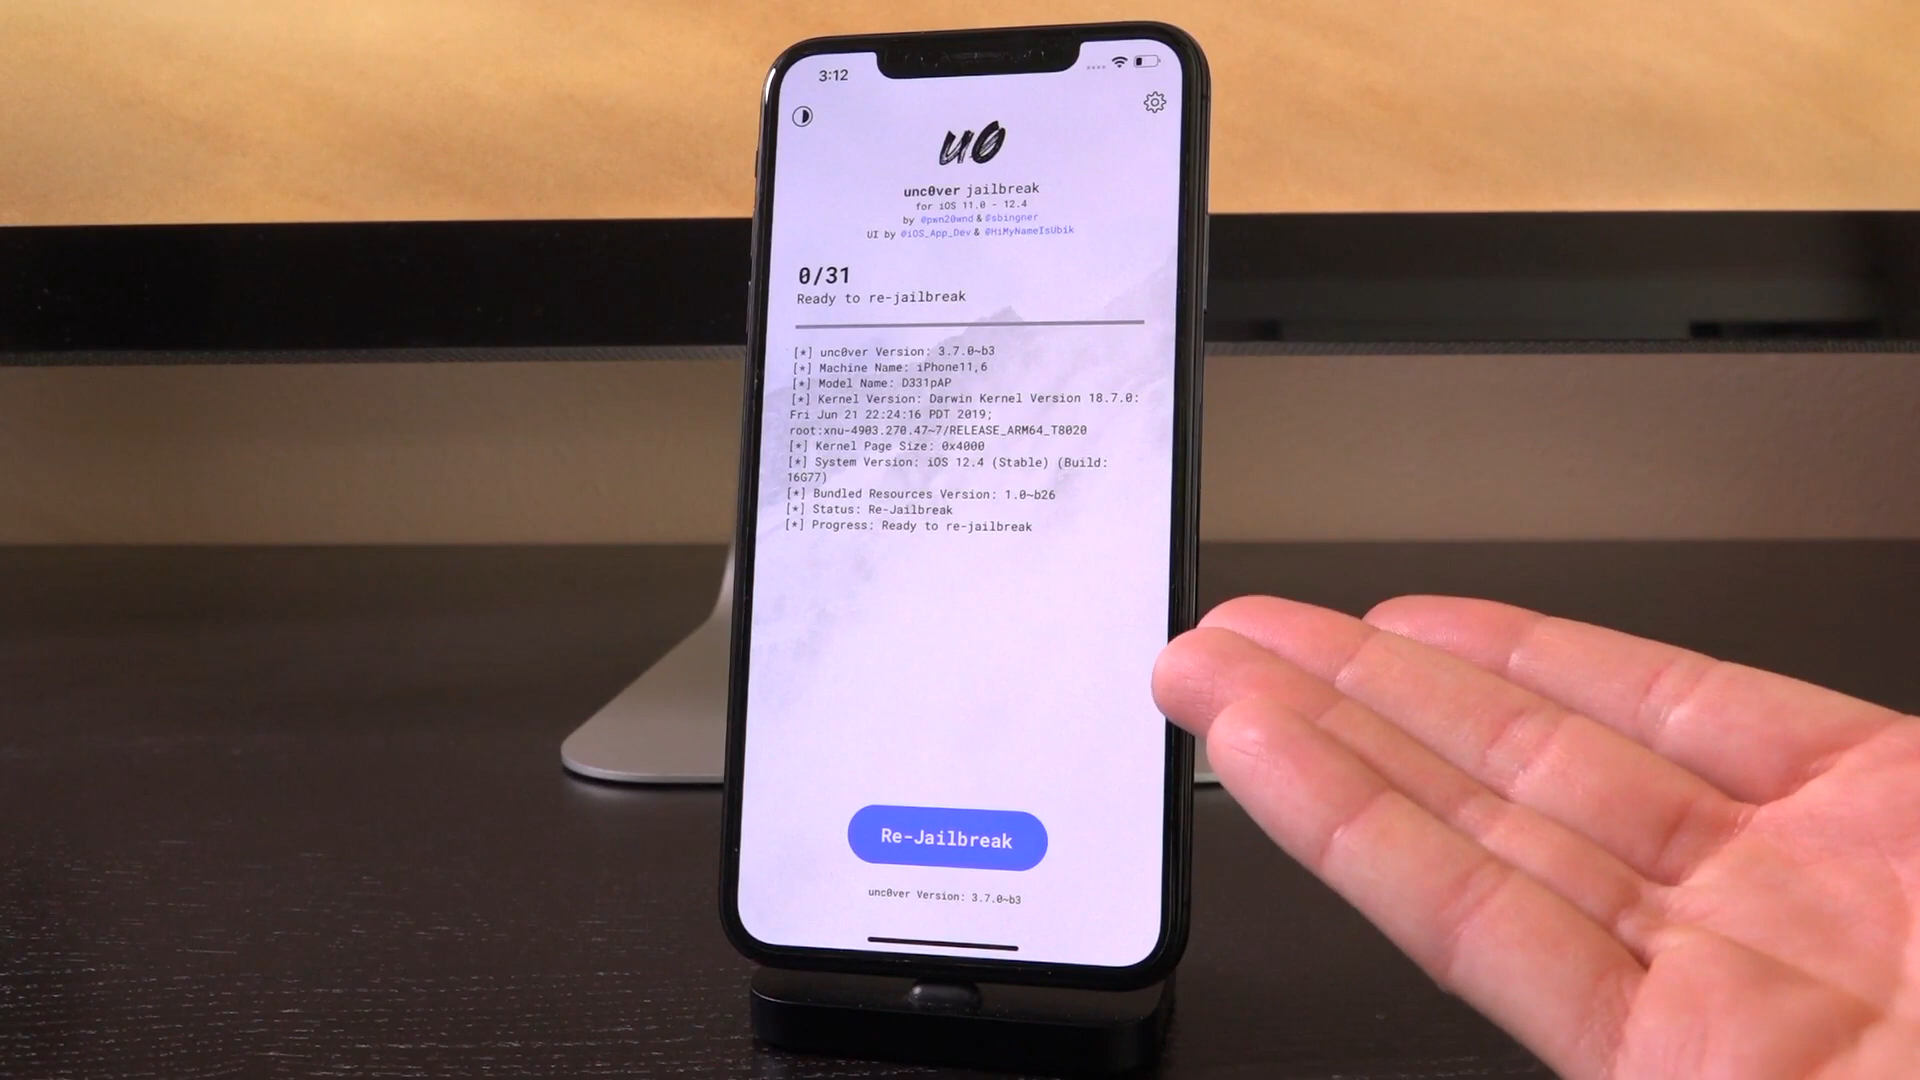 3:12
u0
unc0ver jailbreak
for iOS 11.0 - 12.4
by @pwn20wnd & @sbingner
UI by @iOS_App_Dev & @HiMyNameIsUbik
0/31
Ready to re-jailbreak
[*] unc0ver Version: 3.7.0~b3
[*] Machine Name: iPhone11,6
[*] Model Name: D331pAP
[*] Kernel Version: Darwin Kernel Version 18.7.0:
Fri Jun 21 22:24:16 PDT 2019;
root:xnu-4903.270.47~7/RELEASE_ARM64_T8020
[*] Kernel Page Size: 0x4000
[*] System Version: iOS 12.4 (Stable) (Build:
16G77)
[*] Bundled Resources Version: 1.0~b26
[*] Status: Re-Jailbreak
[*] Progress: Ready to re-jailbreak
Re-Jailbreak
unc0ver Version: 3.7.0~b3